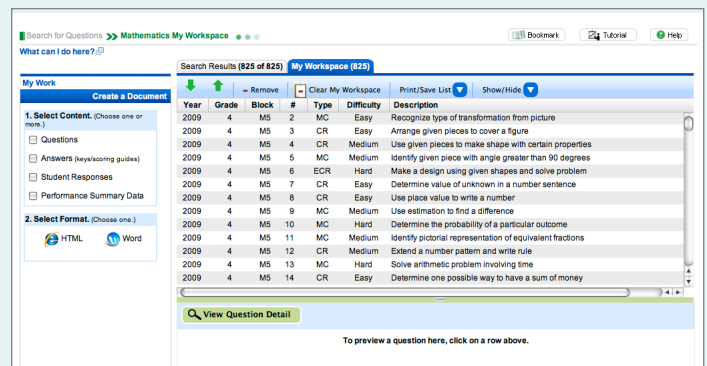 Search for Questions >> Mathematics My Workspace
Bookmark Tutorial Help
What can I do here?
Search Results (825 of 825) My Workspace (825)
My Work
Create a Document
1. Select Content. (Choose one or more.)
Questions
Answers (keys/scoring guides)
Student Responses
Performance Summary Data
2. Select Format. (Choose one.)
HTML Word
- Remove Clear My Workspace Print/Save List Show/Hide
Year Grade Block # Type Difficulty Description
2009 4 M5 2 MC Easy Recognize type of transformation from picture
2009 4 M5 3 CR Easy Arrange given pieces to cover a figure
2009 4 M5 4 CR Medium Use given pieces to make shape with certain properties
2009 4 M5 5 MC Medium Identify given piece with angle greater than 90 degrees
2009 4 M5 6 ECR Hard Make a design using given shapes and solve problem
2009 4 M5 7 CR Easy Determine value of unknown in a number sentence
2009 4 M5 8 CR Easy Use place value to write a number
2009 4 M5 9 MC Medium Use estimation to find a difference
2009 4 M5 10 MC Hard Determine the probability of a particular outcome
2009 4 M5 11 MC Medium Identify pictorial representation of equivalent fractions
2009 4 M5 12 CR Medium Extend a number pattern and write rule
2009 4 M5 13 MC Hard Solve arithmetic problem involving time
2009 4 M5 14 CR Easy Determine one possible way to have a sum of money
View Question Detail
To preview a question here, click on a row above.